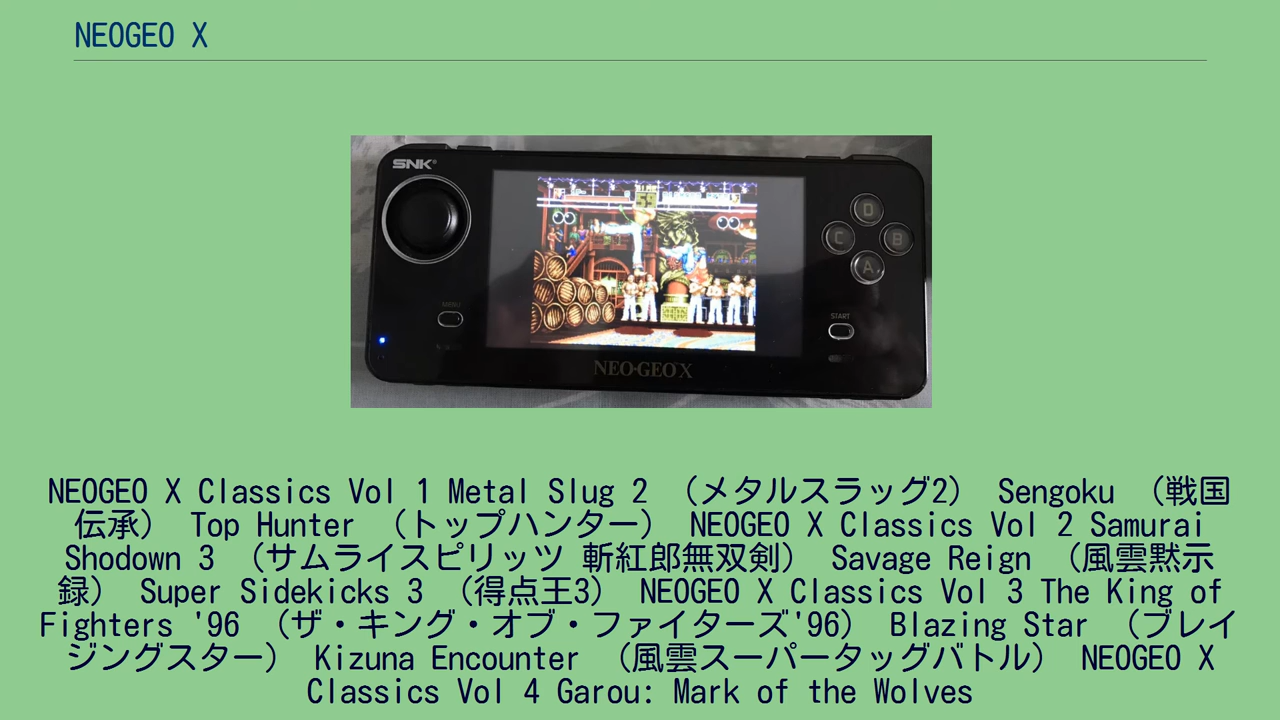 NEOGEO X
SNK
D
C
B
A
MENU
START
59
NEO·GEO X
NEOGEO X Classics Vol 1 Metal Slug 2 （メタルスラッグ2） Sengoku （戦国
伝承） Top Hunter （トップハンター） NEOGEO X Classics Vol 2 Samurai
Shodown 3 （サムライスピリッツ 斬紅郎無双剣） Savage Reign （風雲黙示
録） Super Sidekicks 3 （得点王3） NEOGEO X Classics Vol 3 The King of
Fighters '96 （ザ・キング・オブ・ファイターズ'96） Blazing Star （ブレイ
ジングスター） Kizuna Encounter （風雲スーパータッグバトル） NEOGEO X
Classics Vol 4 Garou: Mark of the Wolves